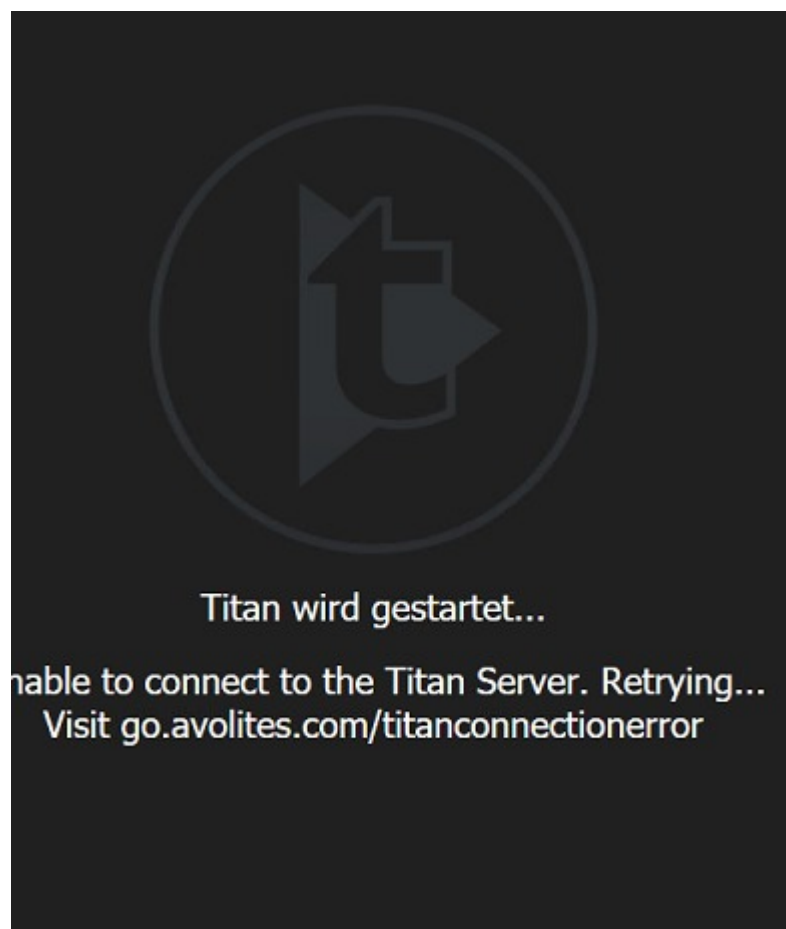 Titan wird gestartet...
nable to connect to the Titan Server. Retrying...
Visit go.avolites.com/titanconnectionerror